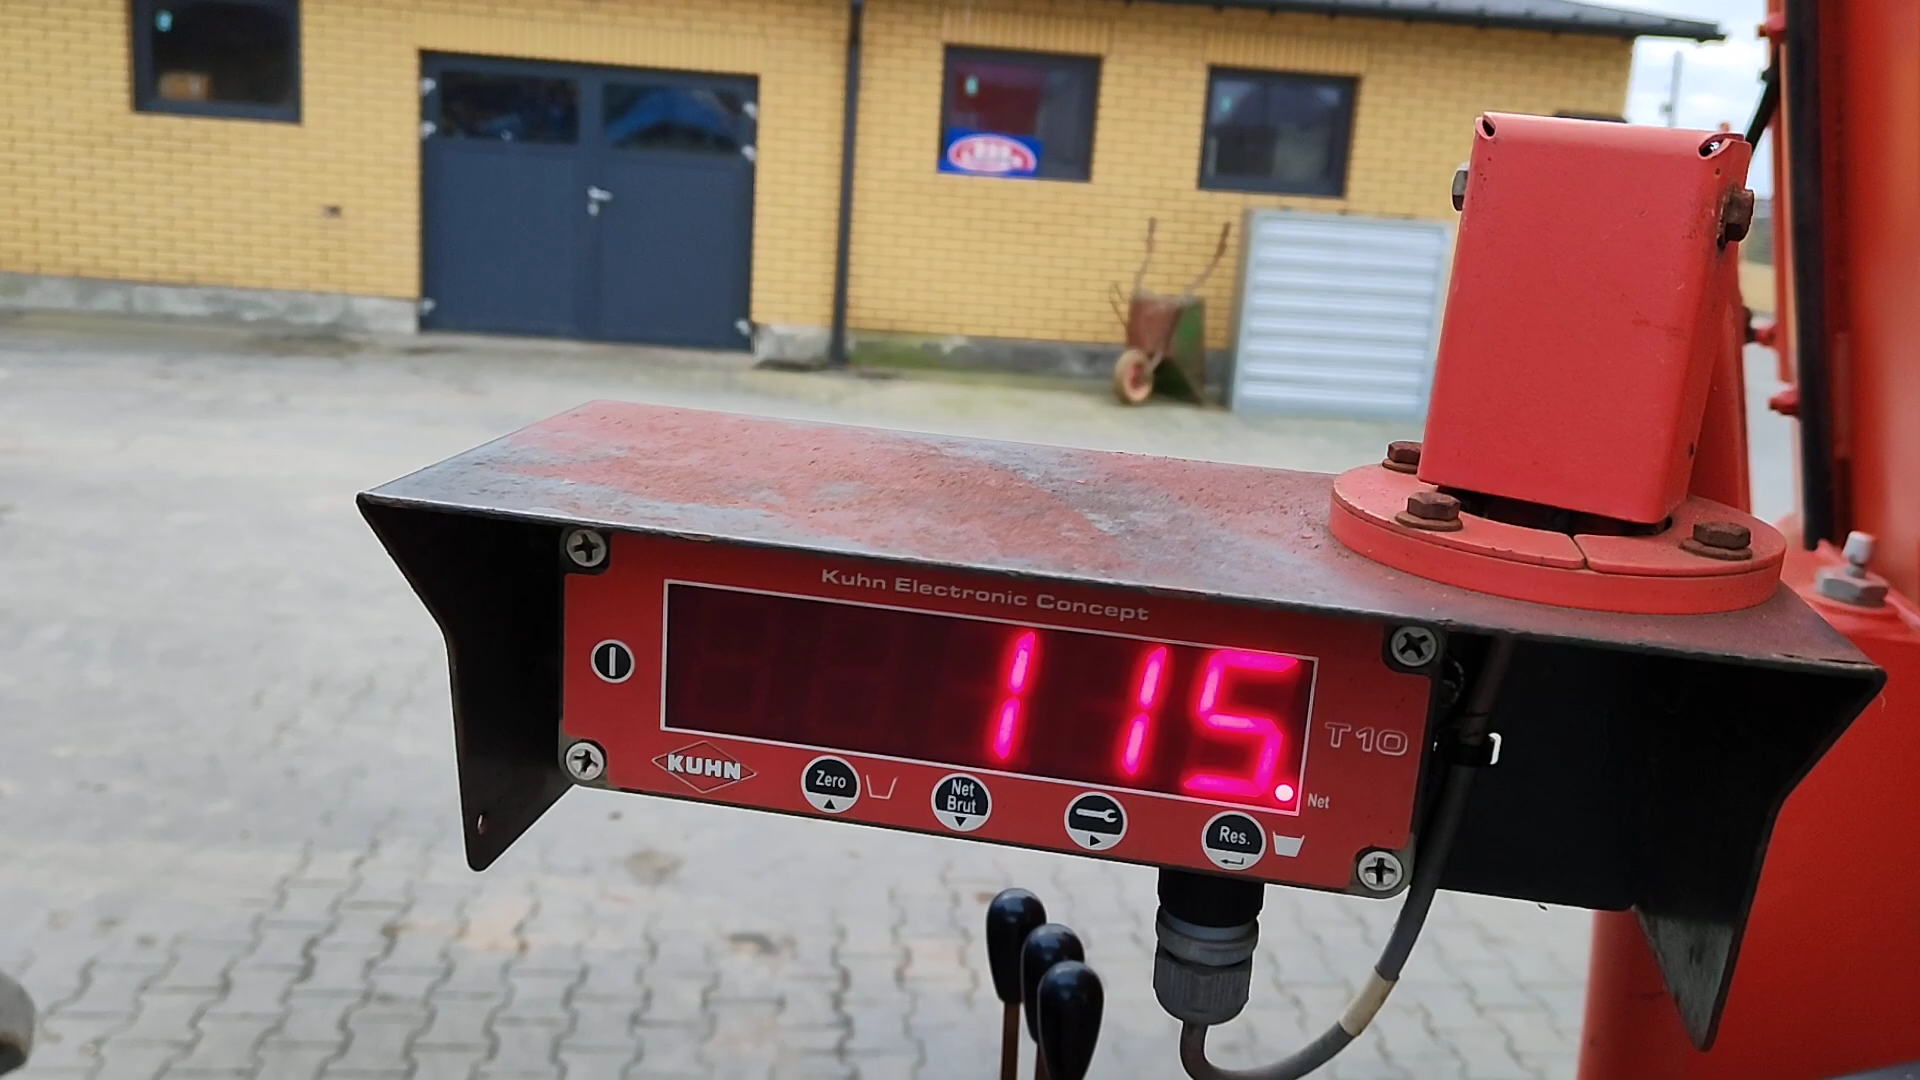 Kuhn Electronic Concept
115.
T10
Net
KUHN
Zero
Net
Brut
Res.